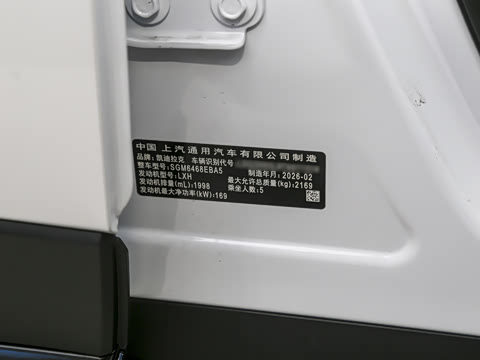 中国 上汽通用汽车有限公司制造
品牌: 凯迪拉克 车辆识别代号
整车型号: SGM6468EBA5 制造年月: 2026-02
发动机型号: LXH 最大允许总质量(kg): 2169
发动机排量(mL): 1998 乘坐人数: 5
发动机最大净功率(kW): 169